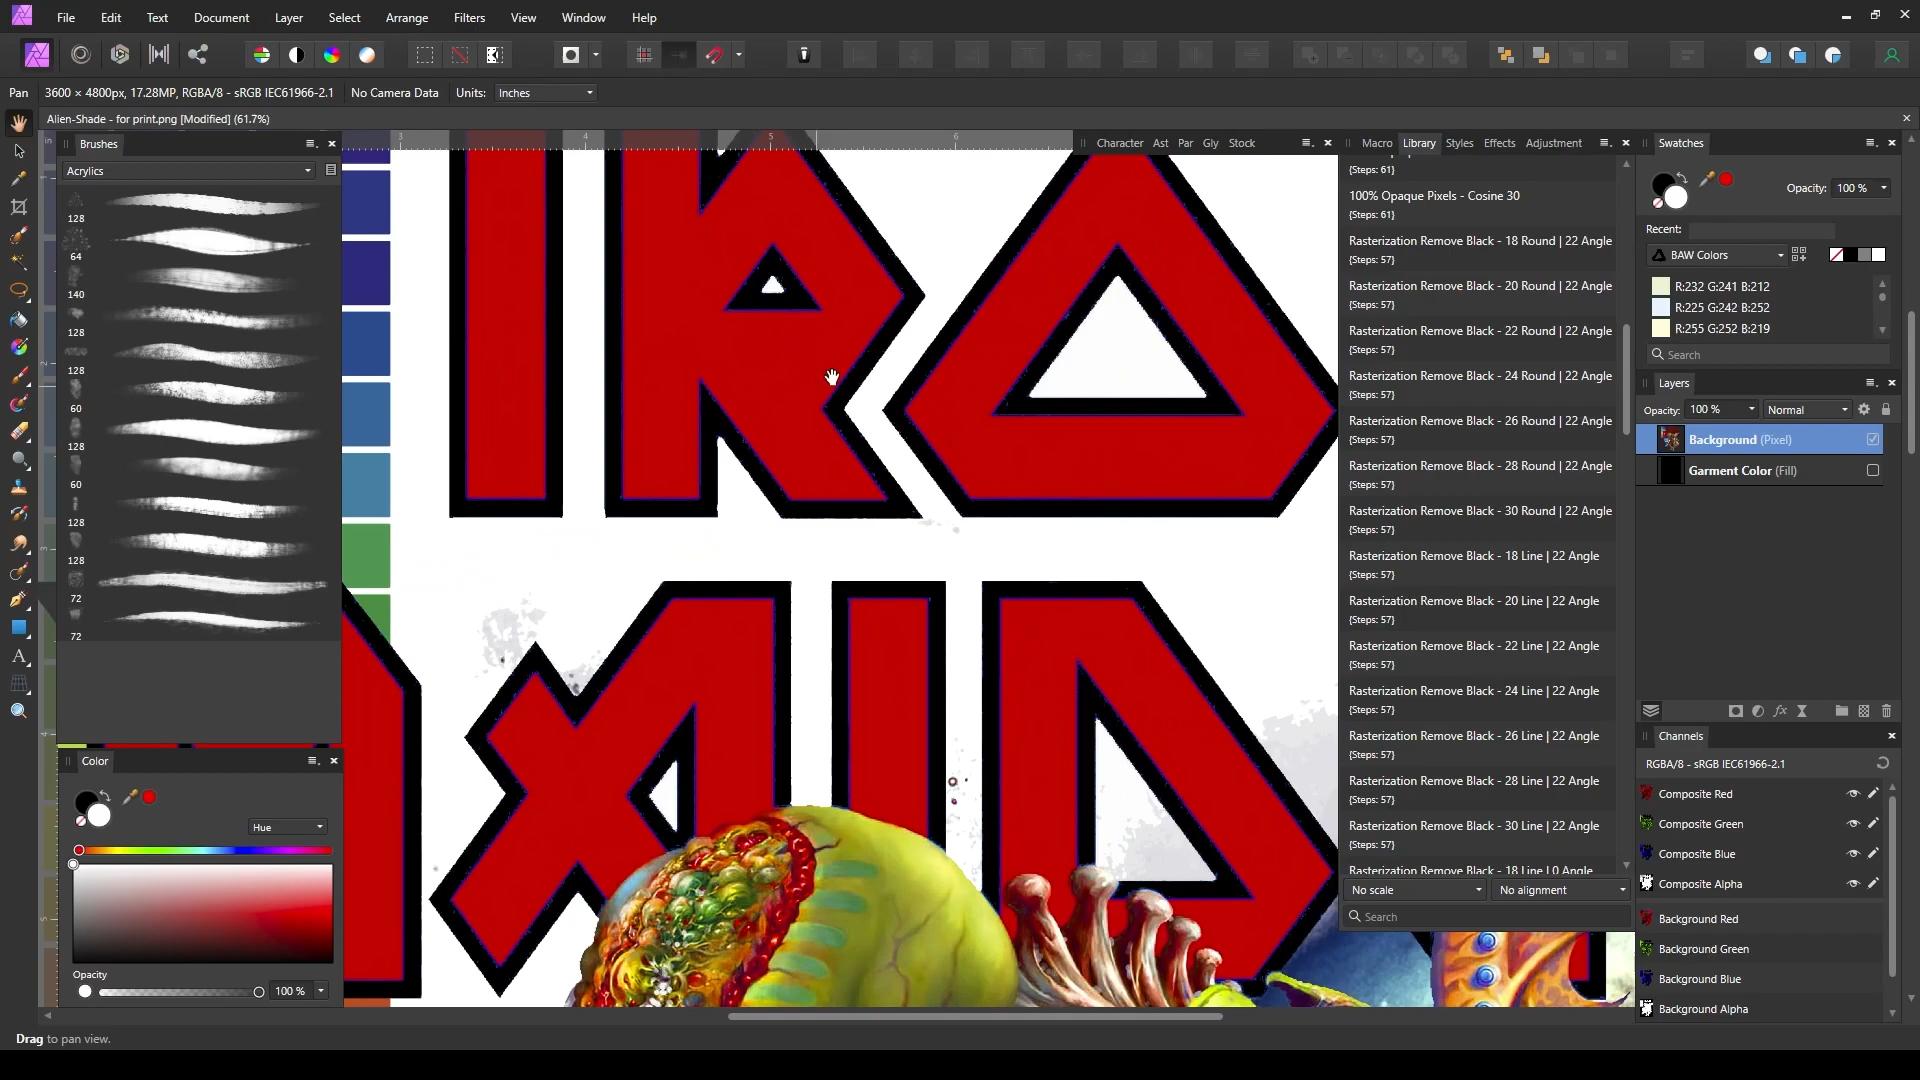 File Edit Text Document Layer Select Arrange Filters View Window Help
Pan 3600 × 4800px, 17.28MP, RGBA/8 - sRGB IEC61966-2.1 No Camera Data Units: Inches
Alien-Shade - for print.png [Modified] (61.7%)
3 4 5 6
Brushes
Acrylics
128
64
140
128
128
60
128
60
128
128
72
72
Color
Hue
Opacity
100 %
Character Ast Par Gly Stock
Macro Library Styles Effects Adjustment
{Steps: 61}
100% Opaque Pixels - Cosine 30
{Steps: 61}
Rasterization Remove Black - 18 Round | 22 Angle
{Steps: 57}
Rasterization Remove Black - 20 Round | 22 Angle
{Steps: 57}
Rasterization Remove Black - 22 Round | 22 Angle
{Steps: 57}
Rasterization Remove Black - 24 Round | 22 Angle
{Steps: 57}
Rasterization Remove Black - 26 Round | 22 Angle
{Steps: 57}
Rasterization Remove Black - 28 Round | 22 Angle
{Steps: 57}
Rasterization Remove Black - 30 Round | 22 Angle
{Steps: 57}
Rasterization Remove Black - 18 Line | 22 Angle
{Steps: 57}
Rasterization Remove Black - 20 Line | 22 Angle
{Steps: 57}
Rasterization Remove Black - 22 Line | 22 Angle
{Steps: 57}
Rasterization Remove Black - 24 Line | 22 Angle
{Steps: 57}
Rasterization Remove Black - 26 Line | 22 Angle
{Steps: 57}
Rasterization Remove Black - 28 Line | 22 Angle
{Steps: 57}
Rasterization Remove Black - 30 Line | 22 Angle
{Steps: 57}
Rasterization Remove Black - 18 Line | 0 Angle
No scale No alignment
Search
Swatches
Opacity: 100 %
Recent:
BAW Colors
R:232 G:241 B:212
R:225 G:242 B:252
R:255 G:252 B:219
Search
Layers
Opacity: 100 % Normal
Background (Pixel)
Garment Color (Fill)
Channels
RGBA/8 - sRGB IEC61966-2.1
Composite Red
Composite Green
Composite Blue
Composite Alpha
Background Red
Background Green
Background Blue
Background Alpha
Drag to pan view.